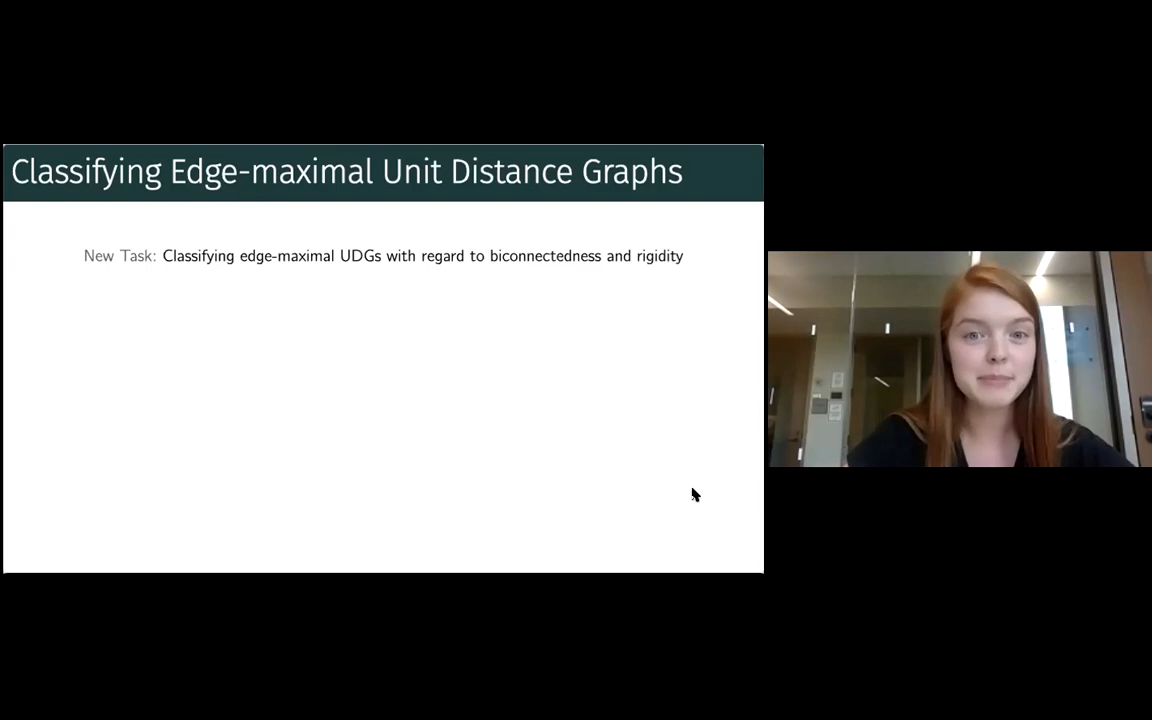 Classifying Edge-maximal Unit Distance Graphs
New Task: Classifying edge-maximal UDGs with regard to biconnectedness and rigidity